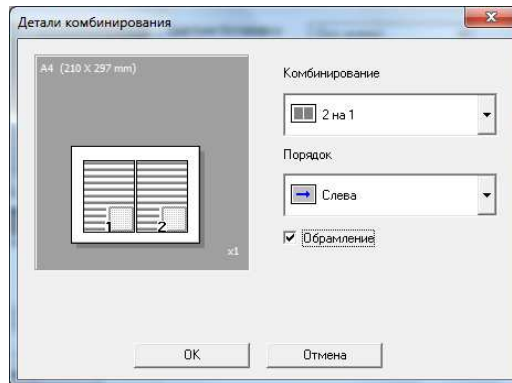 Детали комбинирования
A4 (210 X 297 mm)
Комбинирование
2 на 1
Порядок
Слева
Обрамление
1 2
x1
OK
Отмена